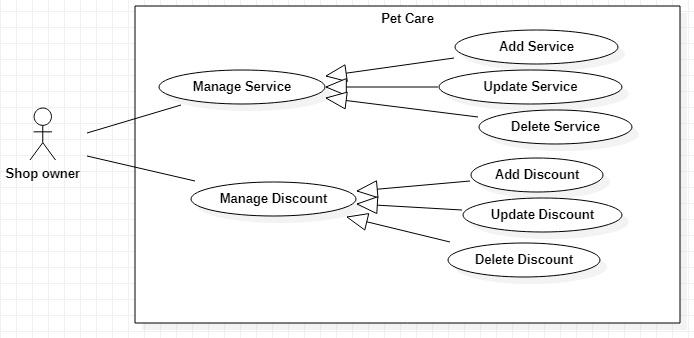 Pet Care
Add Service
Manage Service
Update Service
Delete Service
Shop owner
Add Discount
Manage Discount
Update Discount
Delete Discount